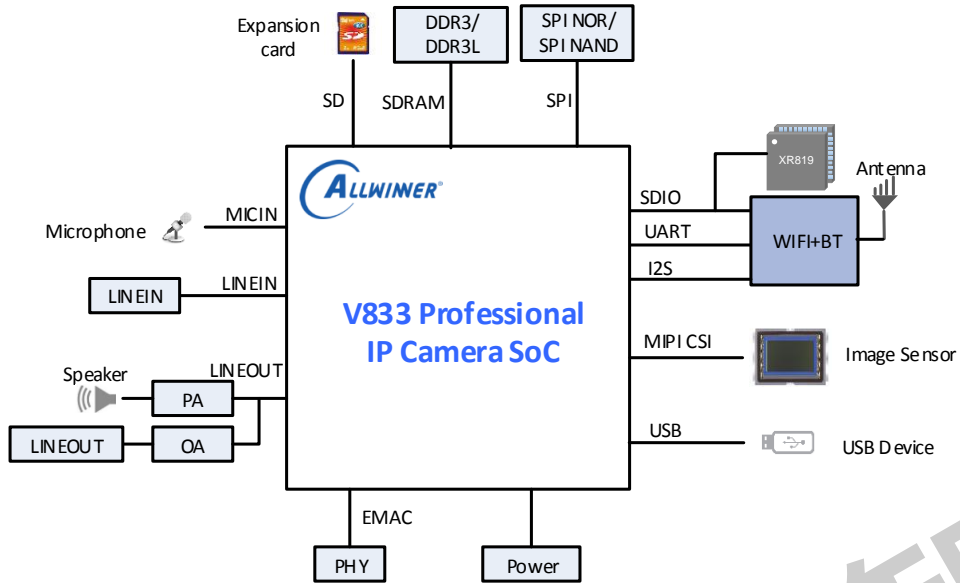 Expansion
card
SD
DDR3/
DDR3L
SPI NOR/
SPI NAND
SD
SDRAM
SPI
ALLWINNER®
XR819
Antenna
SDIO
UART
I2S
WIFI+BT
Microphone
MICIN
LINEIN
LINEIN
V833 Professional
IP Camera SoC
MIPI CSI
Image Sensor
Speaker
LINEOUT
PA
LINEOUT
OA
USB
USB Device
EMAC
PHY
Power